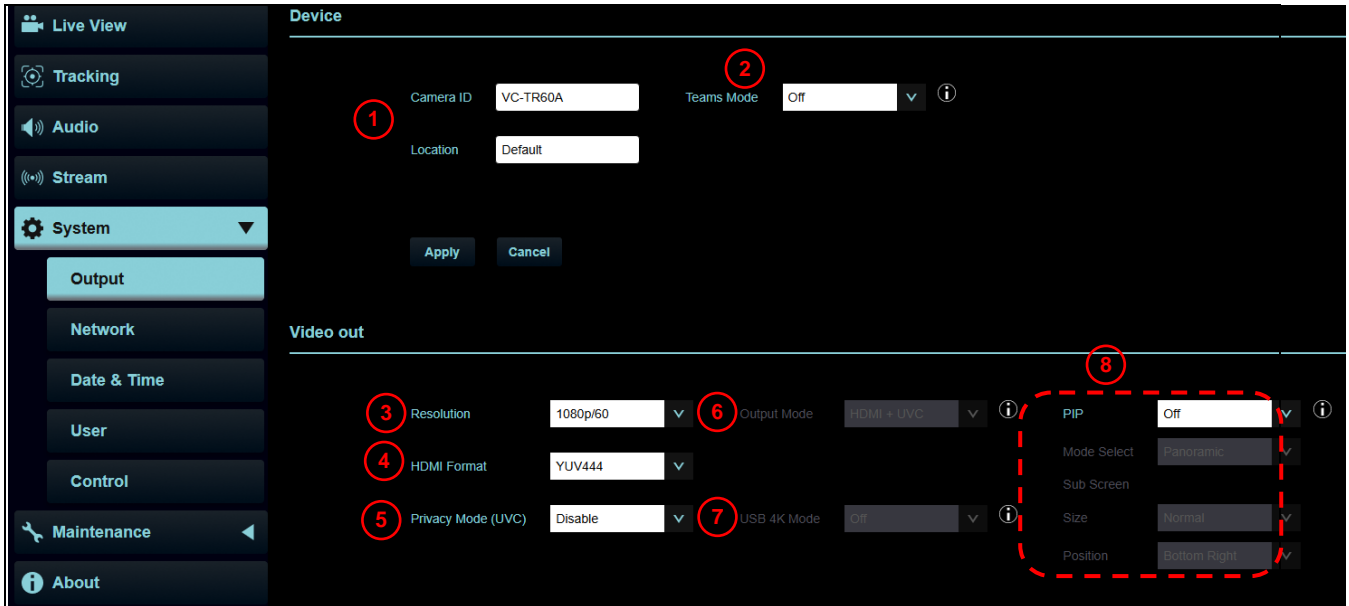 Live View
Tracking
Audio
Stream
System
Output
Network
Date & Time
User
Control
Maintenance
About
Device
1
Camera ID VC-TR60A
2
Teams Mode Off
Location Default
Apply Cancel
Video out
3 Resolution 1080p/60
4 HDMI Format YUV444
5 Privacy Mode (UVC) Disable
6 Output Mode HDMI + UVC
7 USB 4K Mode Off
8
PIP Off
Mode Select Panoramic
Sub Screen
Size Normal
Position Bottom Right